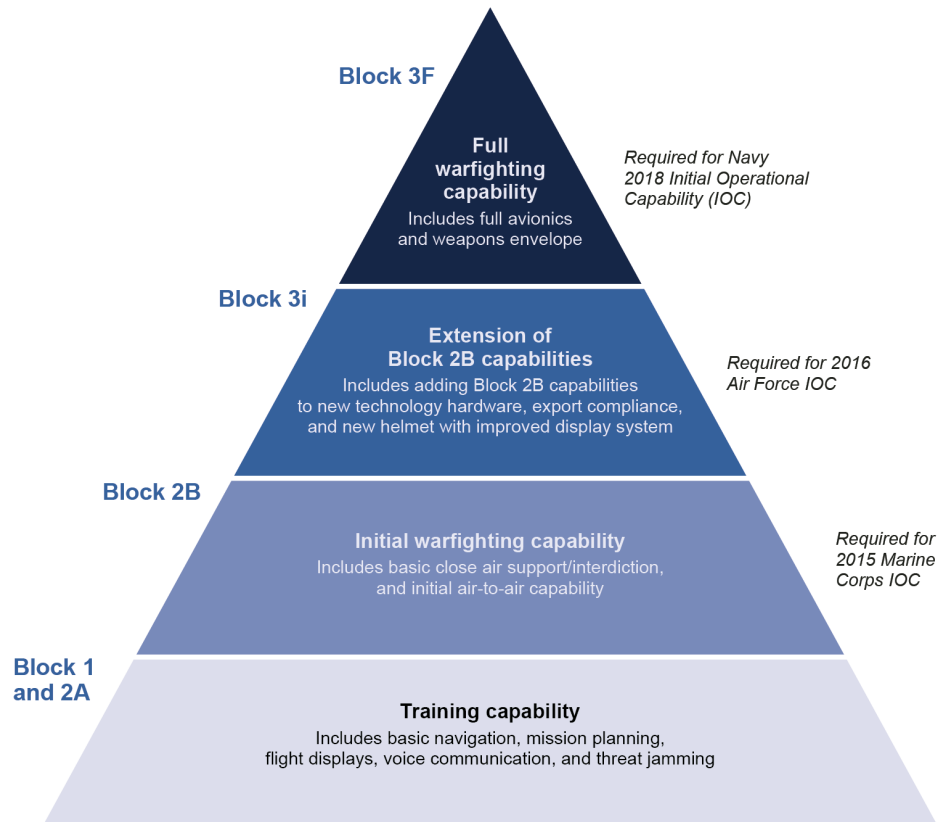 Block 3F
Full
warfighting
capability
Includes full avionics
and weapons envelope
Required for Navy
2018 Initial Operational
Capability (IOC)
Block 3i
Extension of
Block 2B capabilities
Includes adding Block 2B capabilities
to new technology hardware, export compliance,
and new helmet with improved display system
Required for 2016
Air Force IOC
Block 2B
Initial warfighting capability
Includes basic close air support/interdiction,
and initial air-to-air capability
Required for
2015 Marine
Corps IOC
Block 1
and 2A
Training capability
Includes basic navigation, mission planning,
flight displays, voice communication, and threat jamming